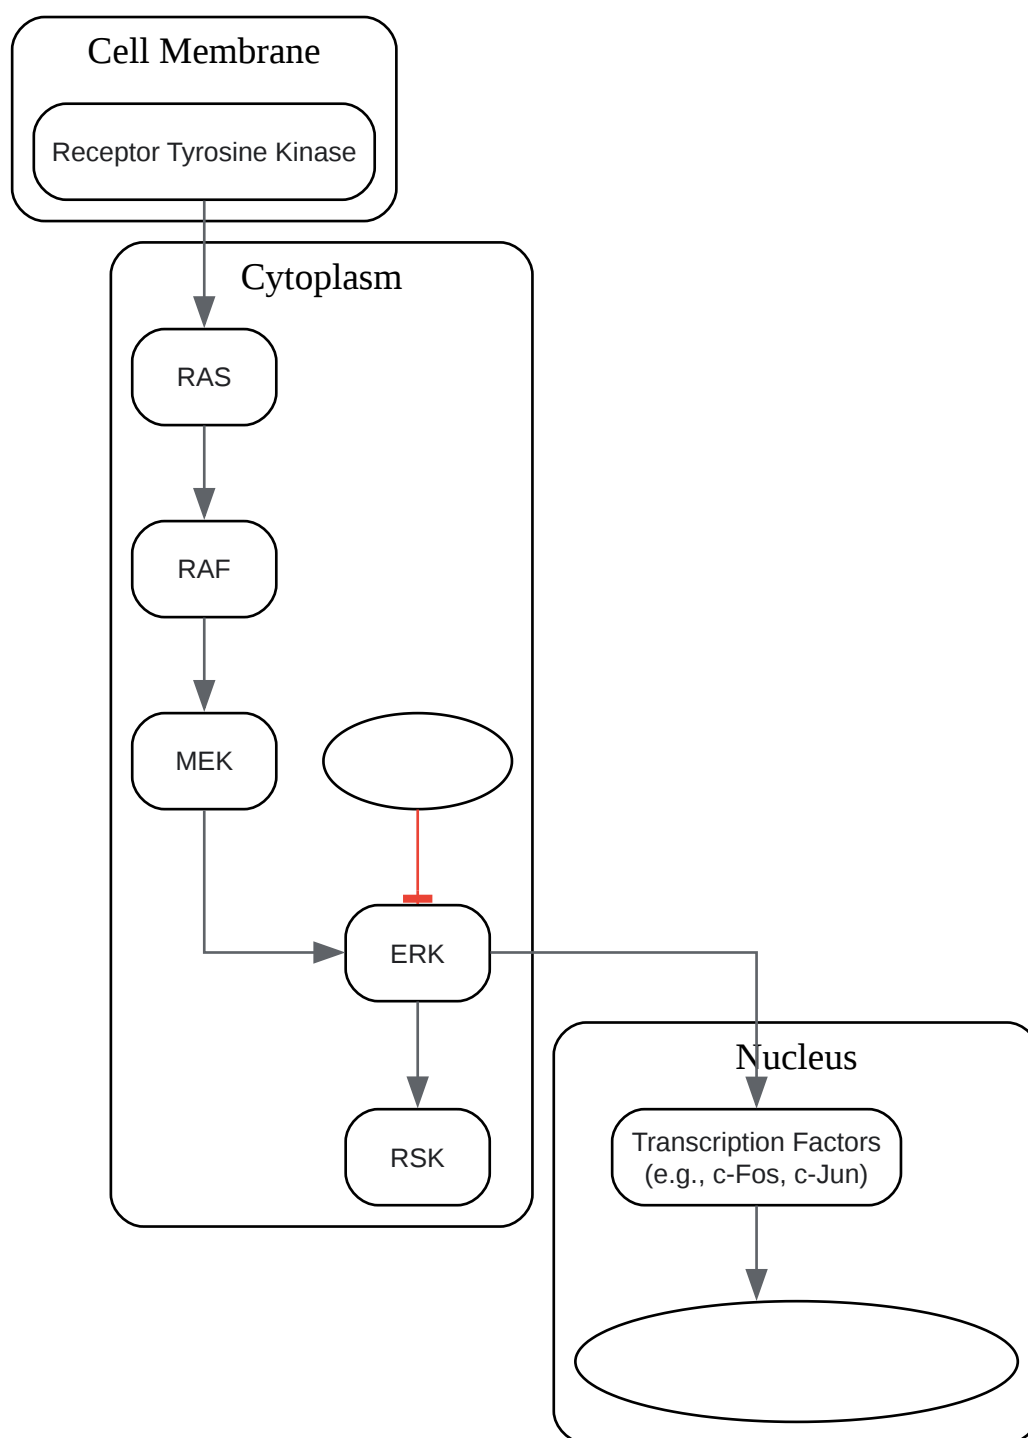 Cell Membrane
Receptor Tyrosine Kinase
Cytoplasm
RAS
RAF
MEK
ERK
Nucleus
RSK
Transcription Factors
(e.g., c-Fos, c-Jun)